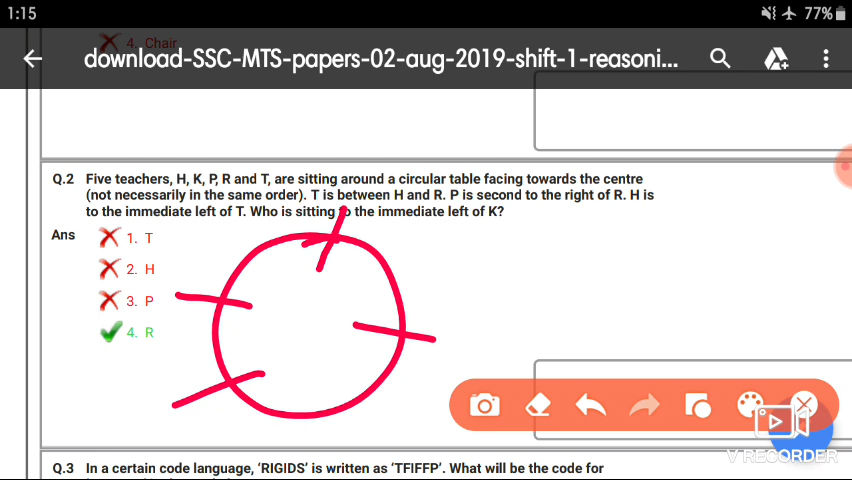 1:15
77%
4. Chair
download-SSC-MTS-papers-02-aug-2019-shift-1-reasoni...
Q.2 Five teachers, H, K, P, R and T, are sitting around a circular table facing towards the centre
(not necessarily in the same order). T is between H and R. P is second to the right of R. H is
to the immediate left of T. Who is sitting to the immediate left of K?
Ans
1. T
2. H
3. P
4. R
V RECORDER
Q.3 In a certain code language, ‘RIGIDS’ is written as ‘TFIFFP’. What will be the code for